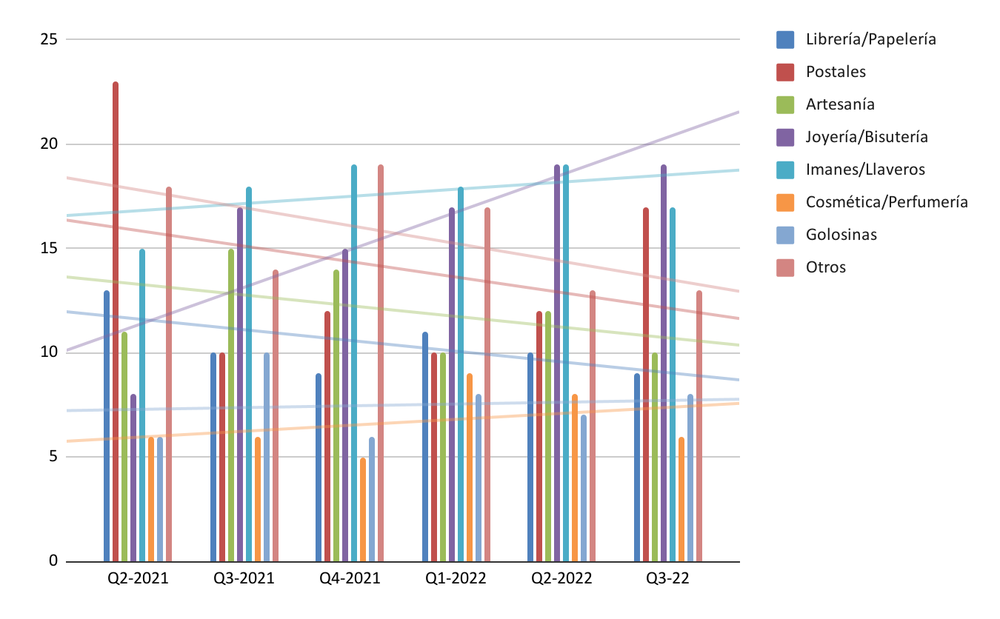 25
20
15
10
5
0
Q2-2021
Q3-2021
Q4-2021
Q1-2022
Q2-2022
Q3-22
Librería/Papelería
Postales
Artesanía
Joyería/Bisutería
Imanes/Llaveros
Cosmética/Perfumería
Golosinas
Otros